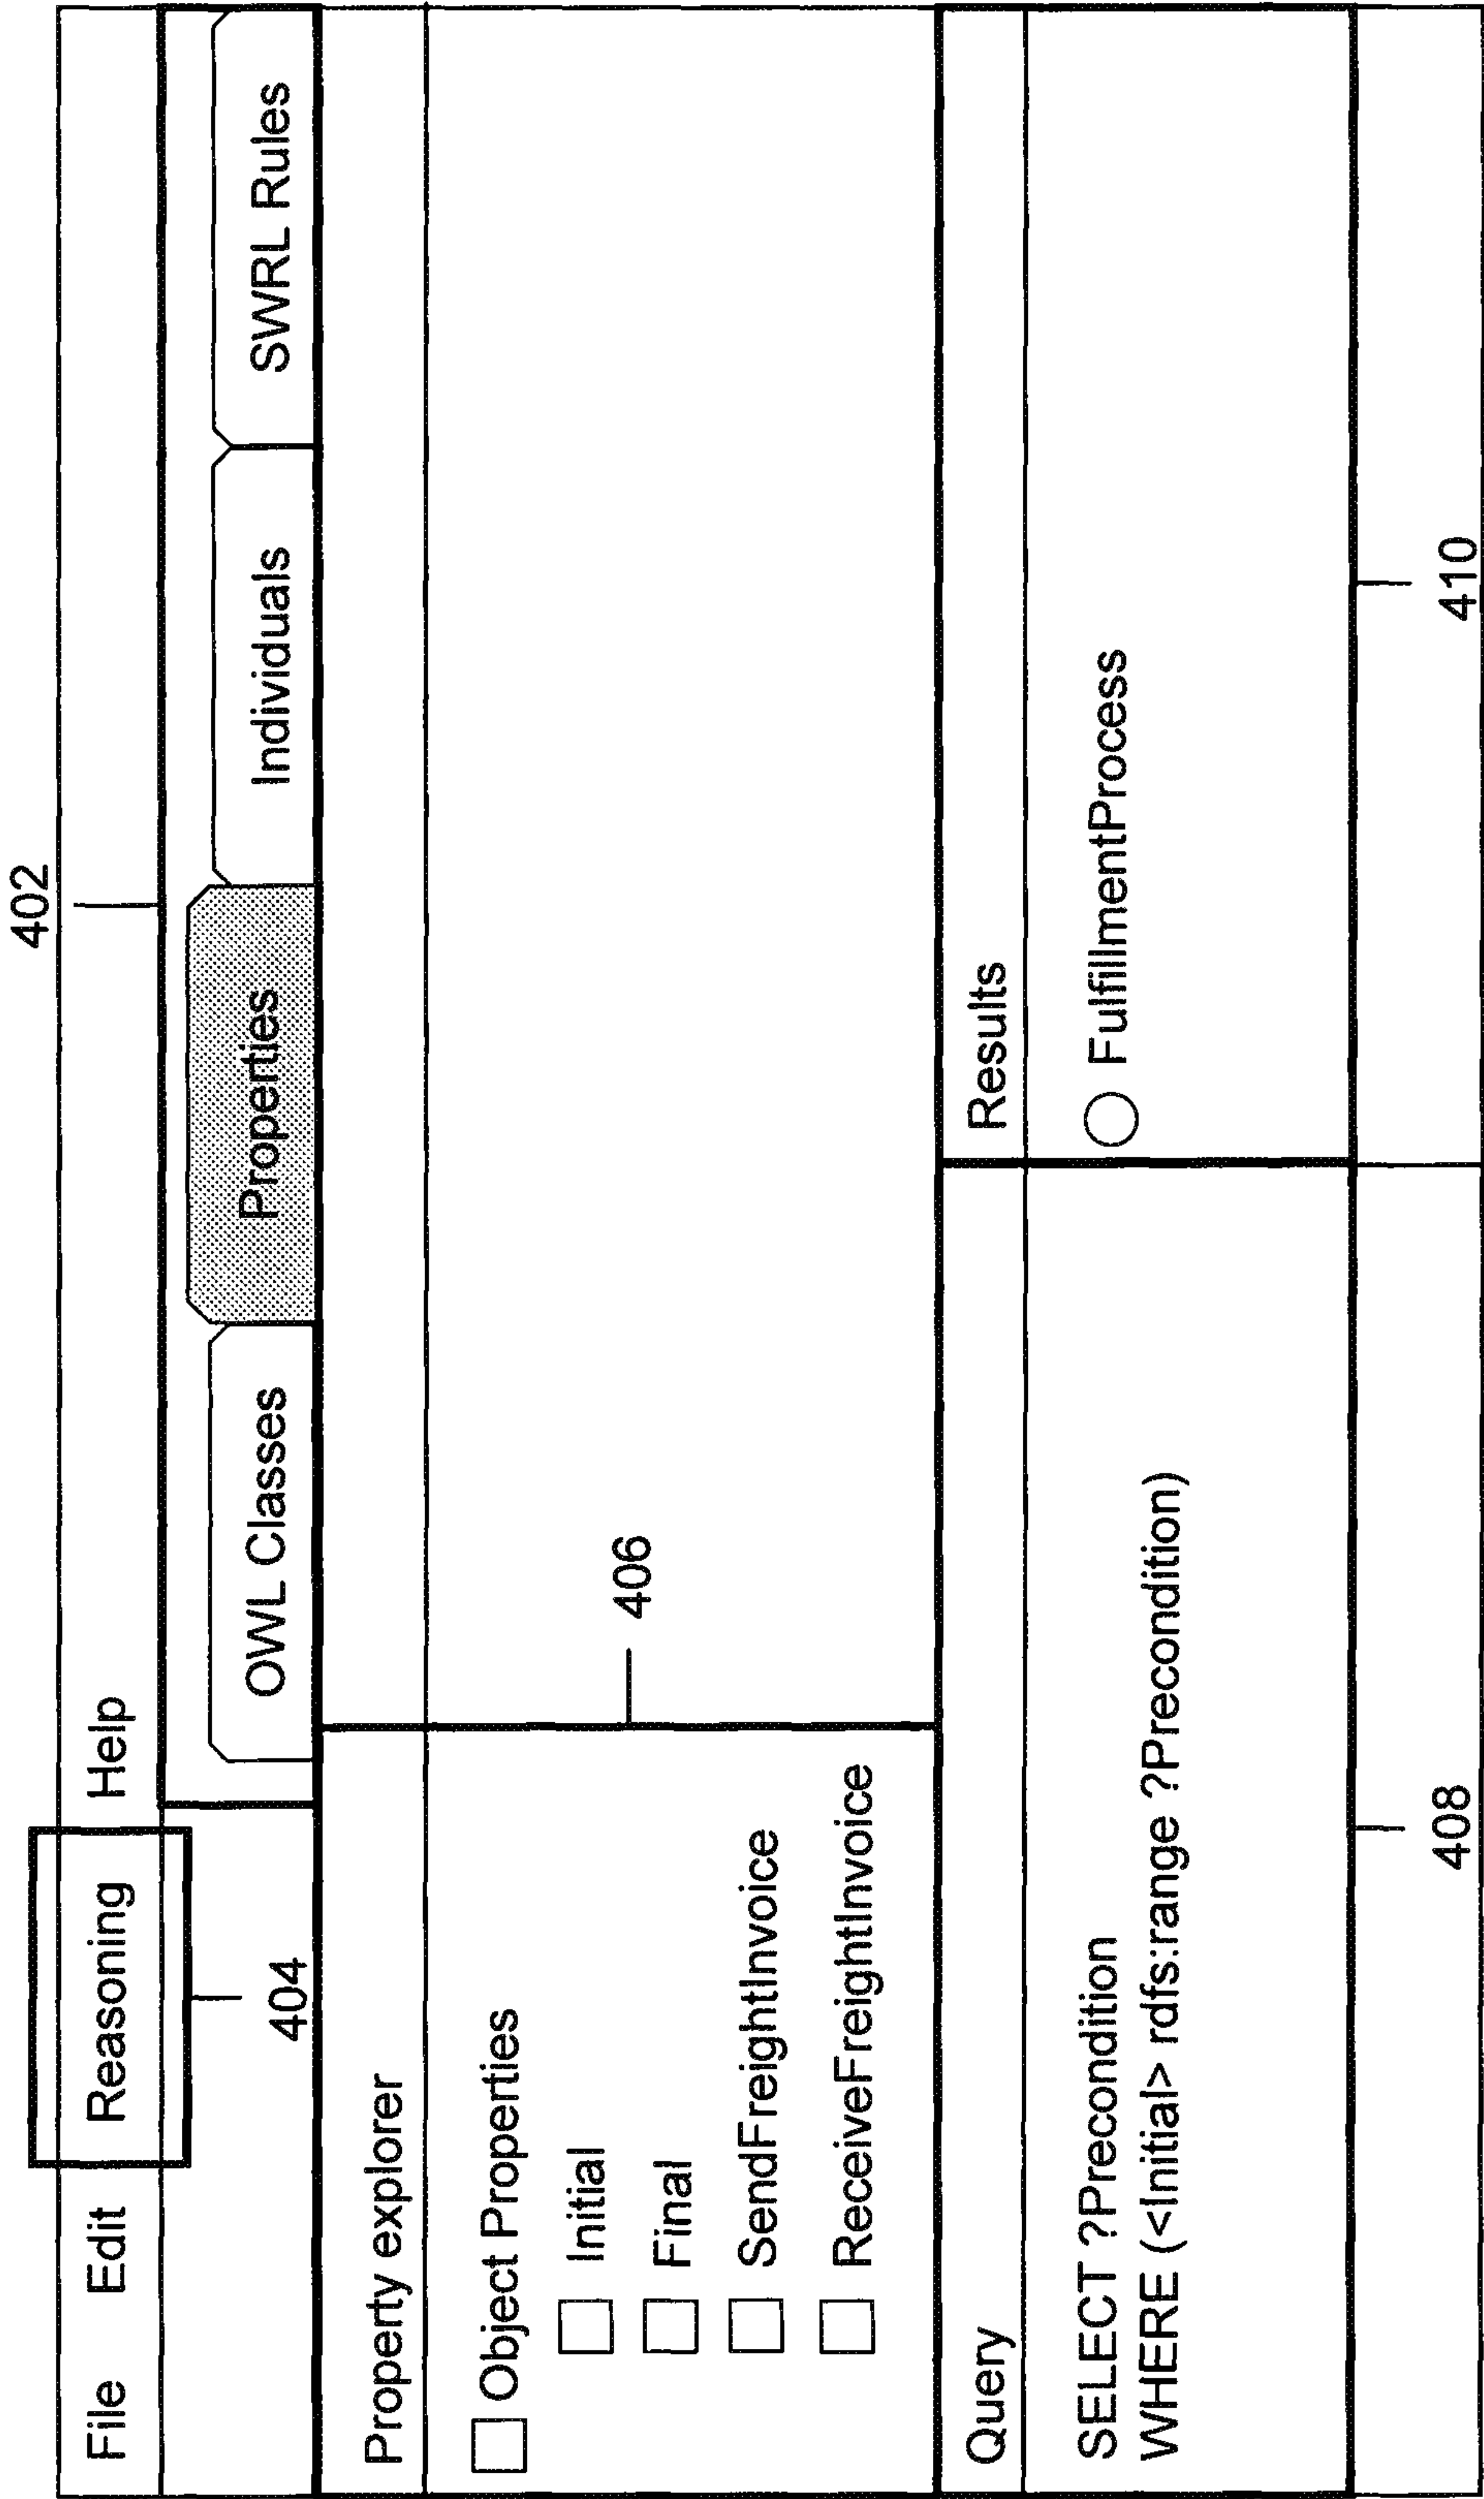 402
File Edit Reasoning Help
404
OWL Classes Properties Individuals SWRL Rules
Property explorer
Object Properties
Initial
Final
SendFreightInvoice
ReceiveFreightInvoice
406
Query
SELECT ?Precondition
WHERE (<Initial> rdfs:range ?Precondition)
Results
FulfillmentProcess
408
410